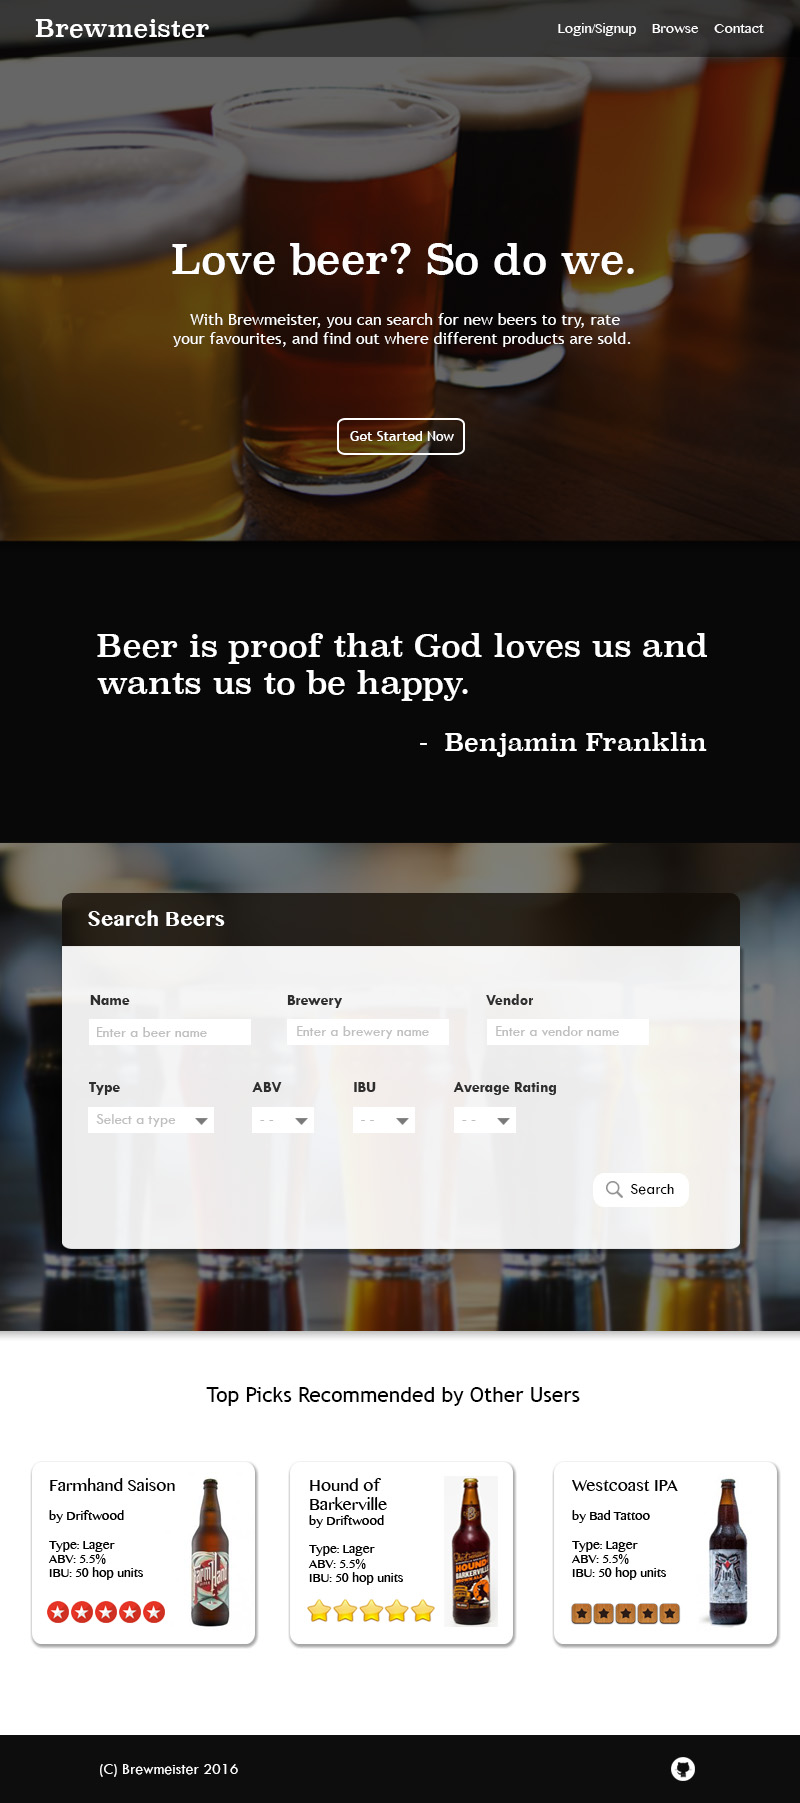 Brewmeister
Login/Signup Browse Contact
Love beer? So do we.
With Brewmeister, you can search for new beers to try, rate
your favourites, and find out where different products are sold.
Get Started Now
Beer is proof that God loves us and
wants us to be happy.
- Benjamin Franklin
Search Beers
Name Brewery Vendor
Enter a beer name Enter a brewery name Enter a vendor name
Type ABV IBU Average Rating
Select a type - - - - - -
Search
Top Picks Recommended by Other Users
Farmhand Saison
by Driftwood
Type: Lager
ABV: 5.5%
IBU: 50 hop units
Hound of
Barkerville
by Driftwood
Type: Lager
ABV: 5.5%
IBU: 50 hop units
HOUND
BARKERVILLE
Westcoast IPA
by Bad Tattoo
Type: Lager
ABV: 5.5%
IBU: 50 hop units
(C) Brewmeister 2016